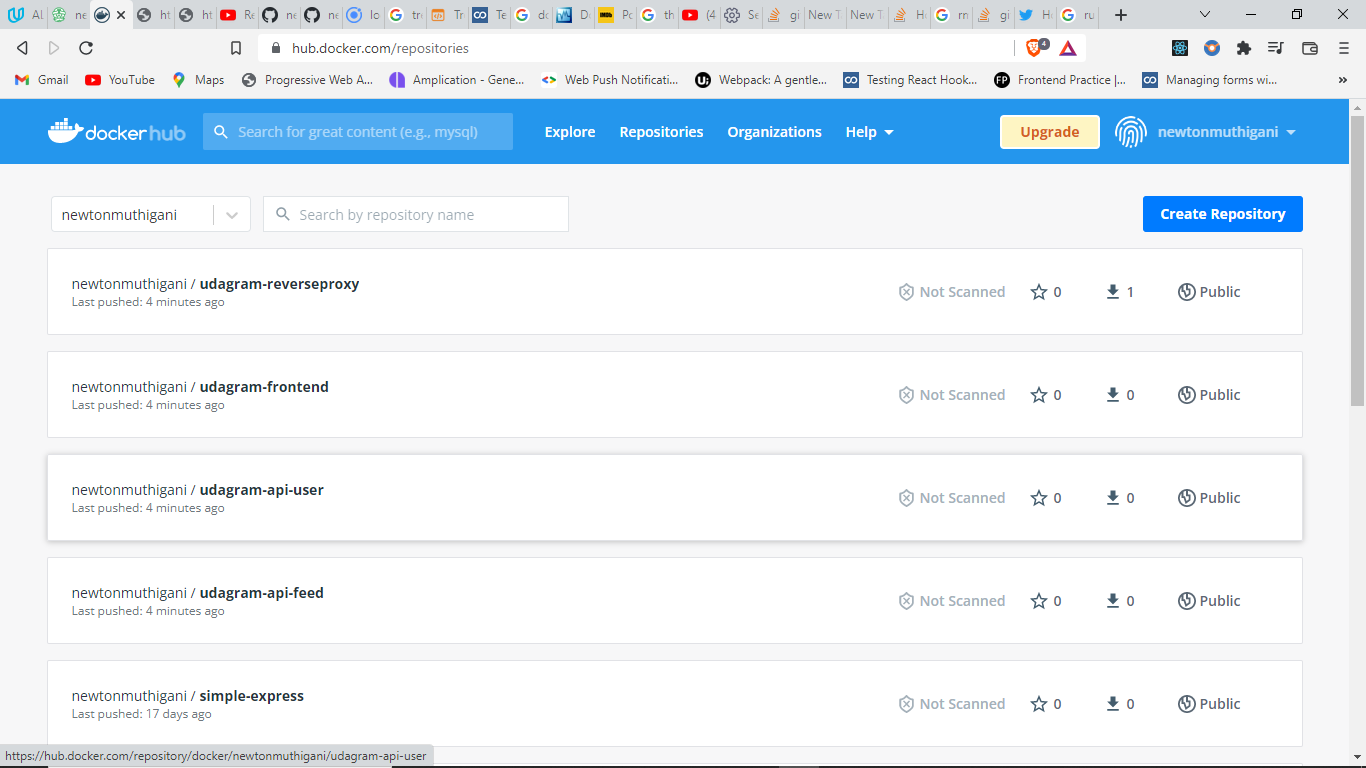 Al ne ht ht Re ne ne lo tr Tr Te dc D Pc th (4 Se gi New T New T H rn gi H ru
hub.docker.com/repositories 4
Gmail YouTube Maps Progressive Web A... Amplication - Gene... Web Push Notificati... Webpack: A gentle... Testing React Hook... FP Frontend Practice |... Managing forms wi... »
docker hub Search for great content (e.g., mysql) Explore Repositories Organizations Help Upgrade newtonmuthigani
newtonmuthigani Search by repository name Create Repository
newtonmuthigani / udagram-reverseproxy Not Scanned 0 1 Public
Last pushed: 4 minutes ago
newtonmuthigani / udagram-frontend Not Scanned 0 0 Public
Last pushed: 4 minutes ago
newtonmuthigani / udagram-api-user Not Scanned 0 0 Public
Last pushed: 4 minutes ago
newtonmuthigani / udagram-api-feed Not Scanned 0 0 Public
Last pushed: 4 minutes ago
newtonmuthigani / simple-express Not Scanned 0 0 Public
Last pushed: 17 days ago
https://hub.docker.com/repository/docker/newtonmuthigani/udagram-api-user